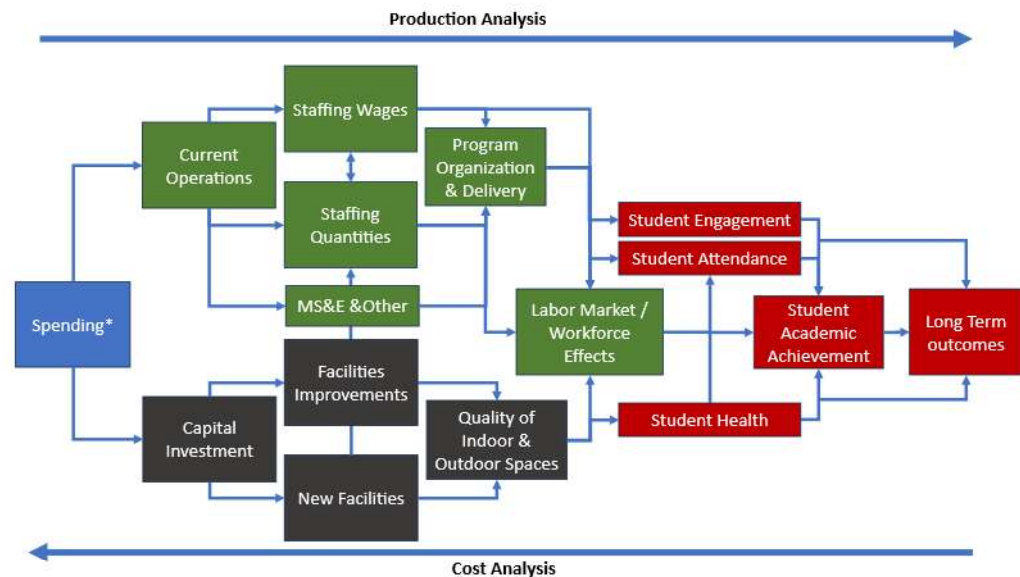 Production Analysis
Staffing Wages
Current
Operations
Program
Organization
& Delivery
Staffing
Quantities
Student Engagement
Student Attendance
MS&E &Other
Spending*
Labor Market /
Workforce
Effects
Student
Academic
Achievement
Long Term
outcomes
Facilities
Improvements
Capital
Investment
Quality of
Indoor &
Outdoor Spaces
Student Health
New Facilities
Cost Analysis